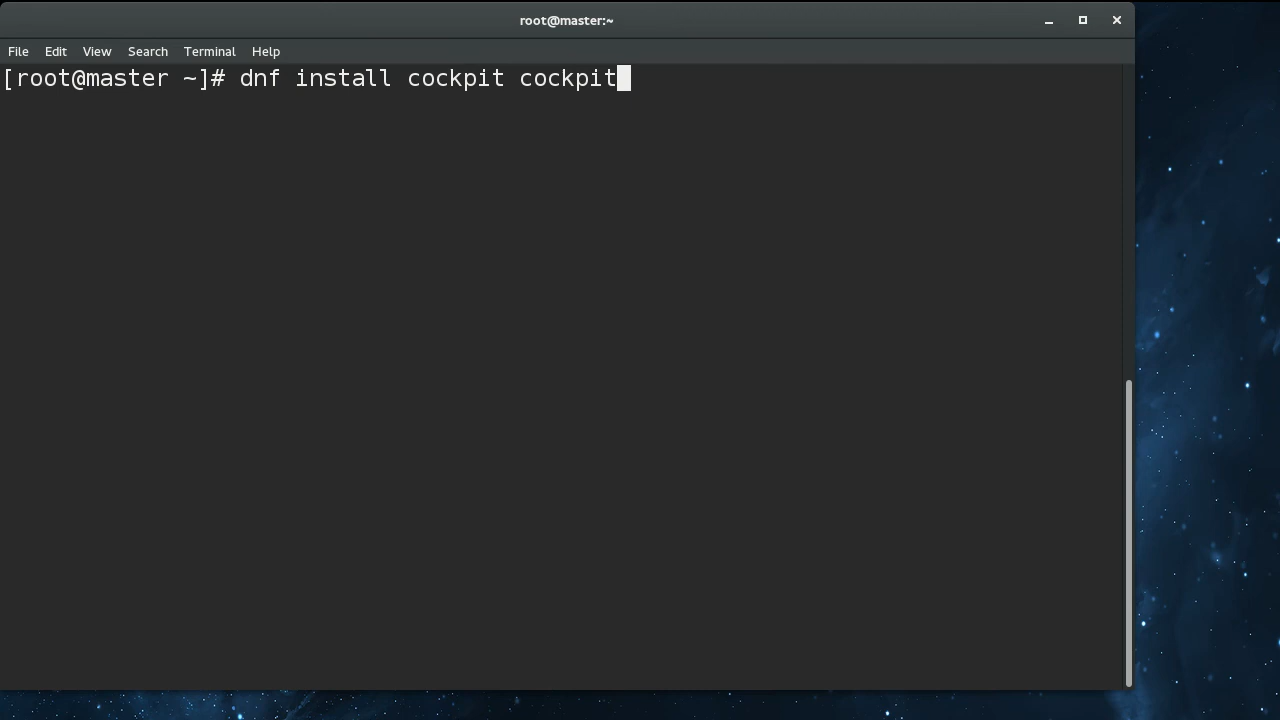 root@master:~
File Edit View Search Terminal Help
[root@master ~]# dnf install cockpit cockpit